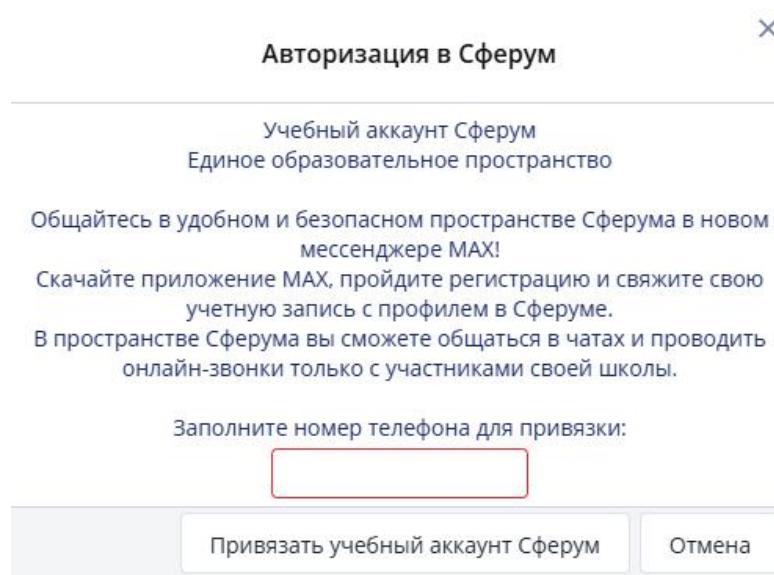 Авторизация в Сферум
Учебный аккаунт Сферум
Единое образовательное пространство
Общайтесь в удобном и безопасном пространстве Сферума в новом
мессенджере MAX!
Скачайте приложение MAX, пройдите регистрацию и свяжите свою
учетную запись с профилем в Сферуме.
В пространстве Сферума вы сможете общаться в чатах и проводить
онлайн-звонки только с участниками своей школы.
Заполните номер телефона для привязки:
Привязать учебный аккаунт Сферум
Отмена